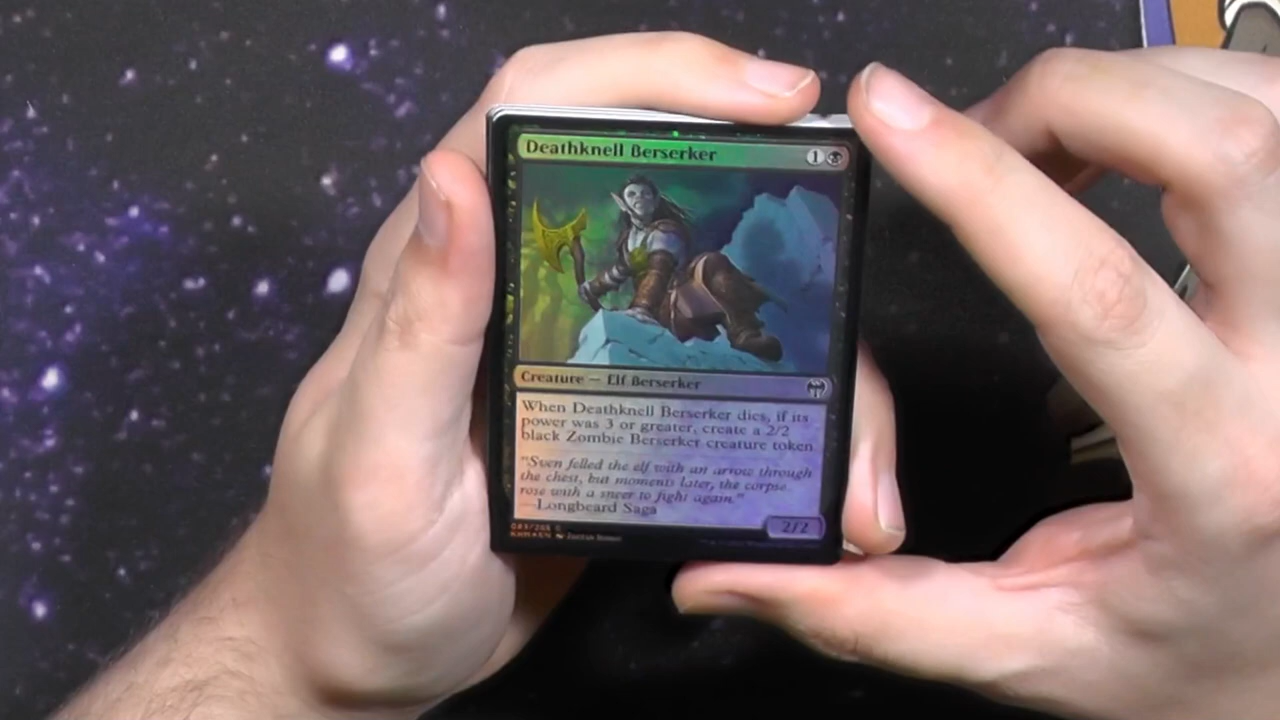 Deathknell Berserker 1
Creature — Elf Berserker
When Deathknell Berserker dies, if its
power was 3 or greater, create a 2/2
black Zombie Berserker creature token
"Sven felled the elf with an arrow through
the chest, but moments later, the corpse
rose with a sneer to fight again."
—Longbeard Saga
2/2